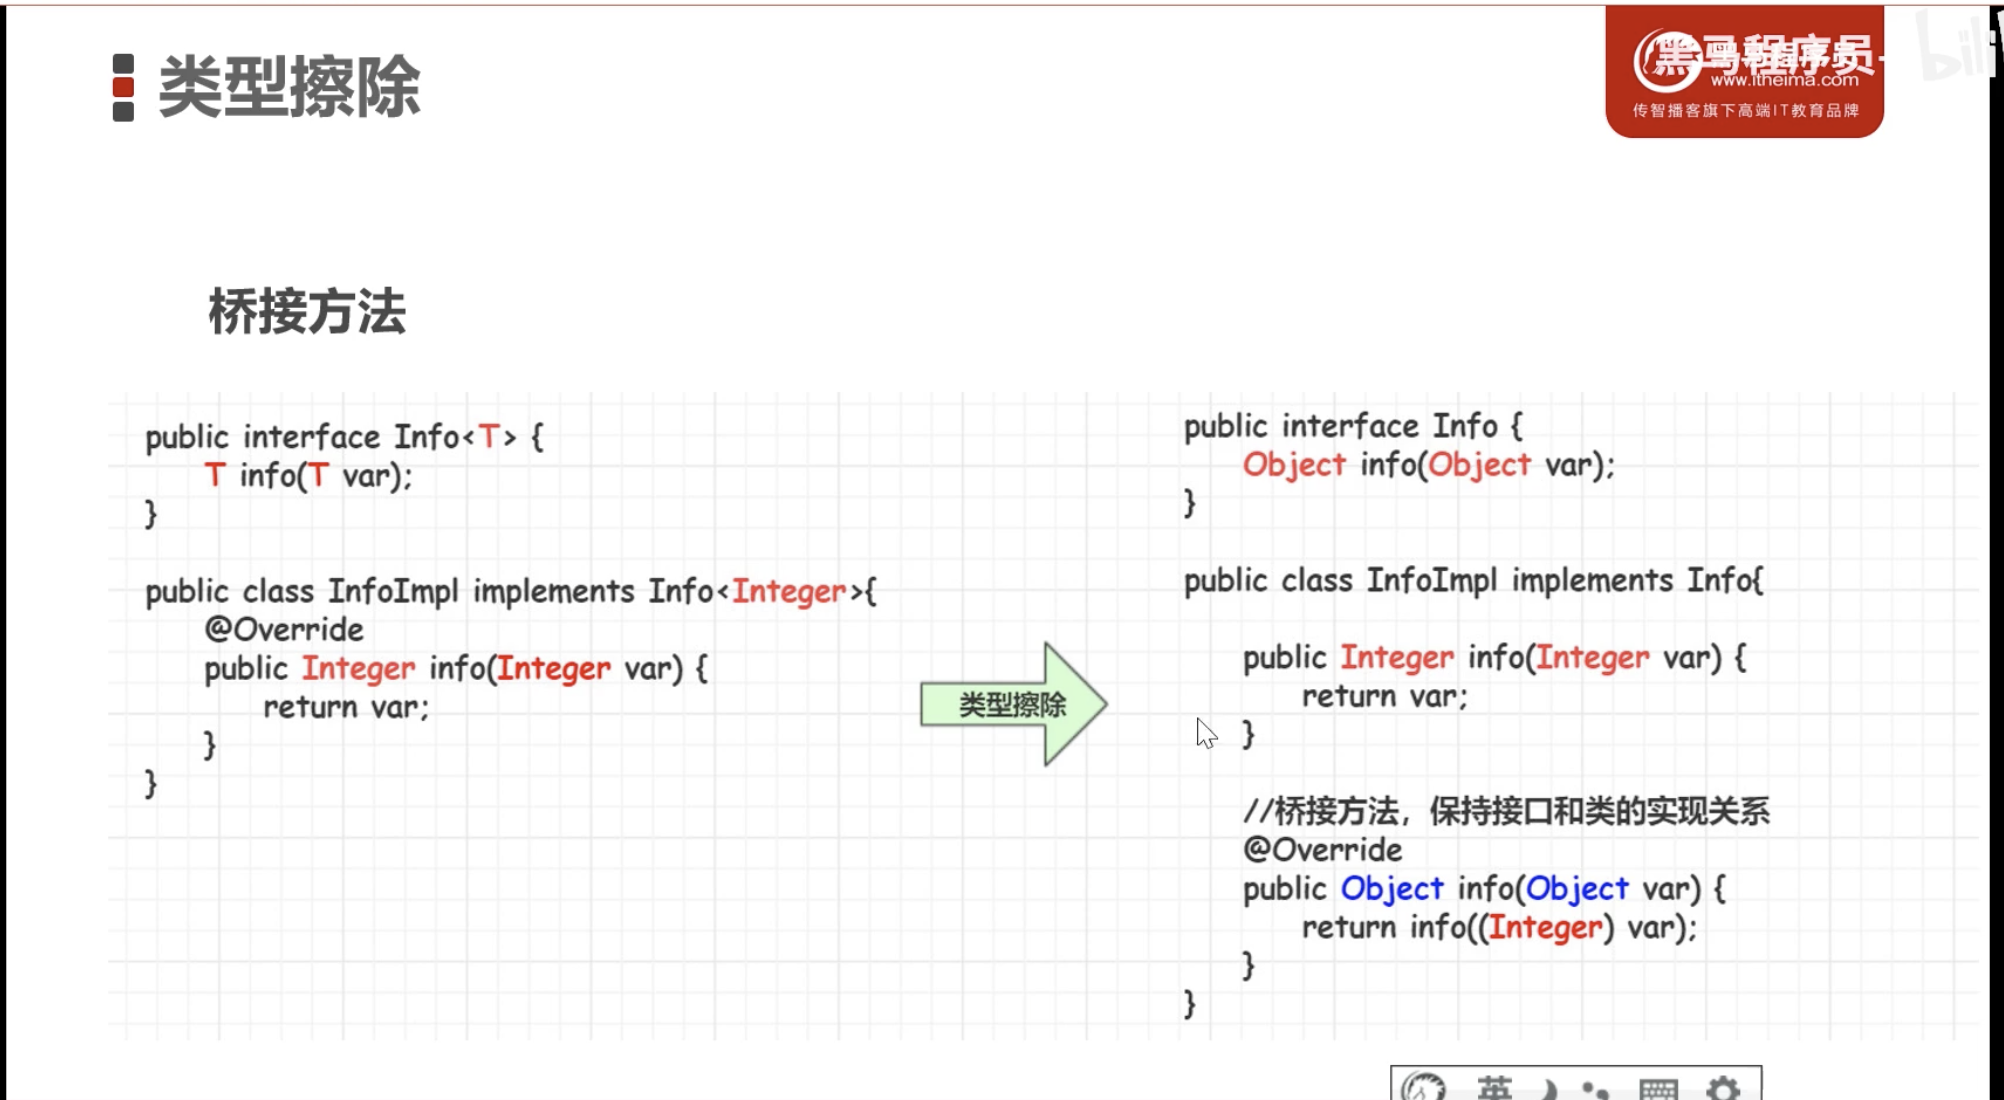 类型擦除
黑马程序员-
www.itheima.com
传智播客旗下高端IT教育品牌
bili
桥接方法
public interface Info<T> {
T info(T var);
}
public class InfoImpl implements Info<Integer>{
@Override
public Integer info(Integer var) {
return var;
}
}
类型擦除
public interface Info {
Object info(Object var);
}
public class InfoImpl implements Info{
public Integer info(Integer var) {
return var;
}
//桥接方法，保持接口和类的实现关系
@Override
public Object info(Object var) {
return info((Integer) var);
}
}
英